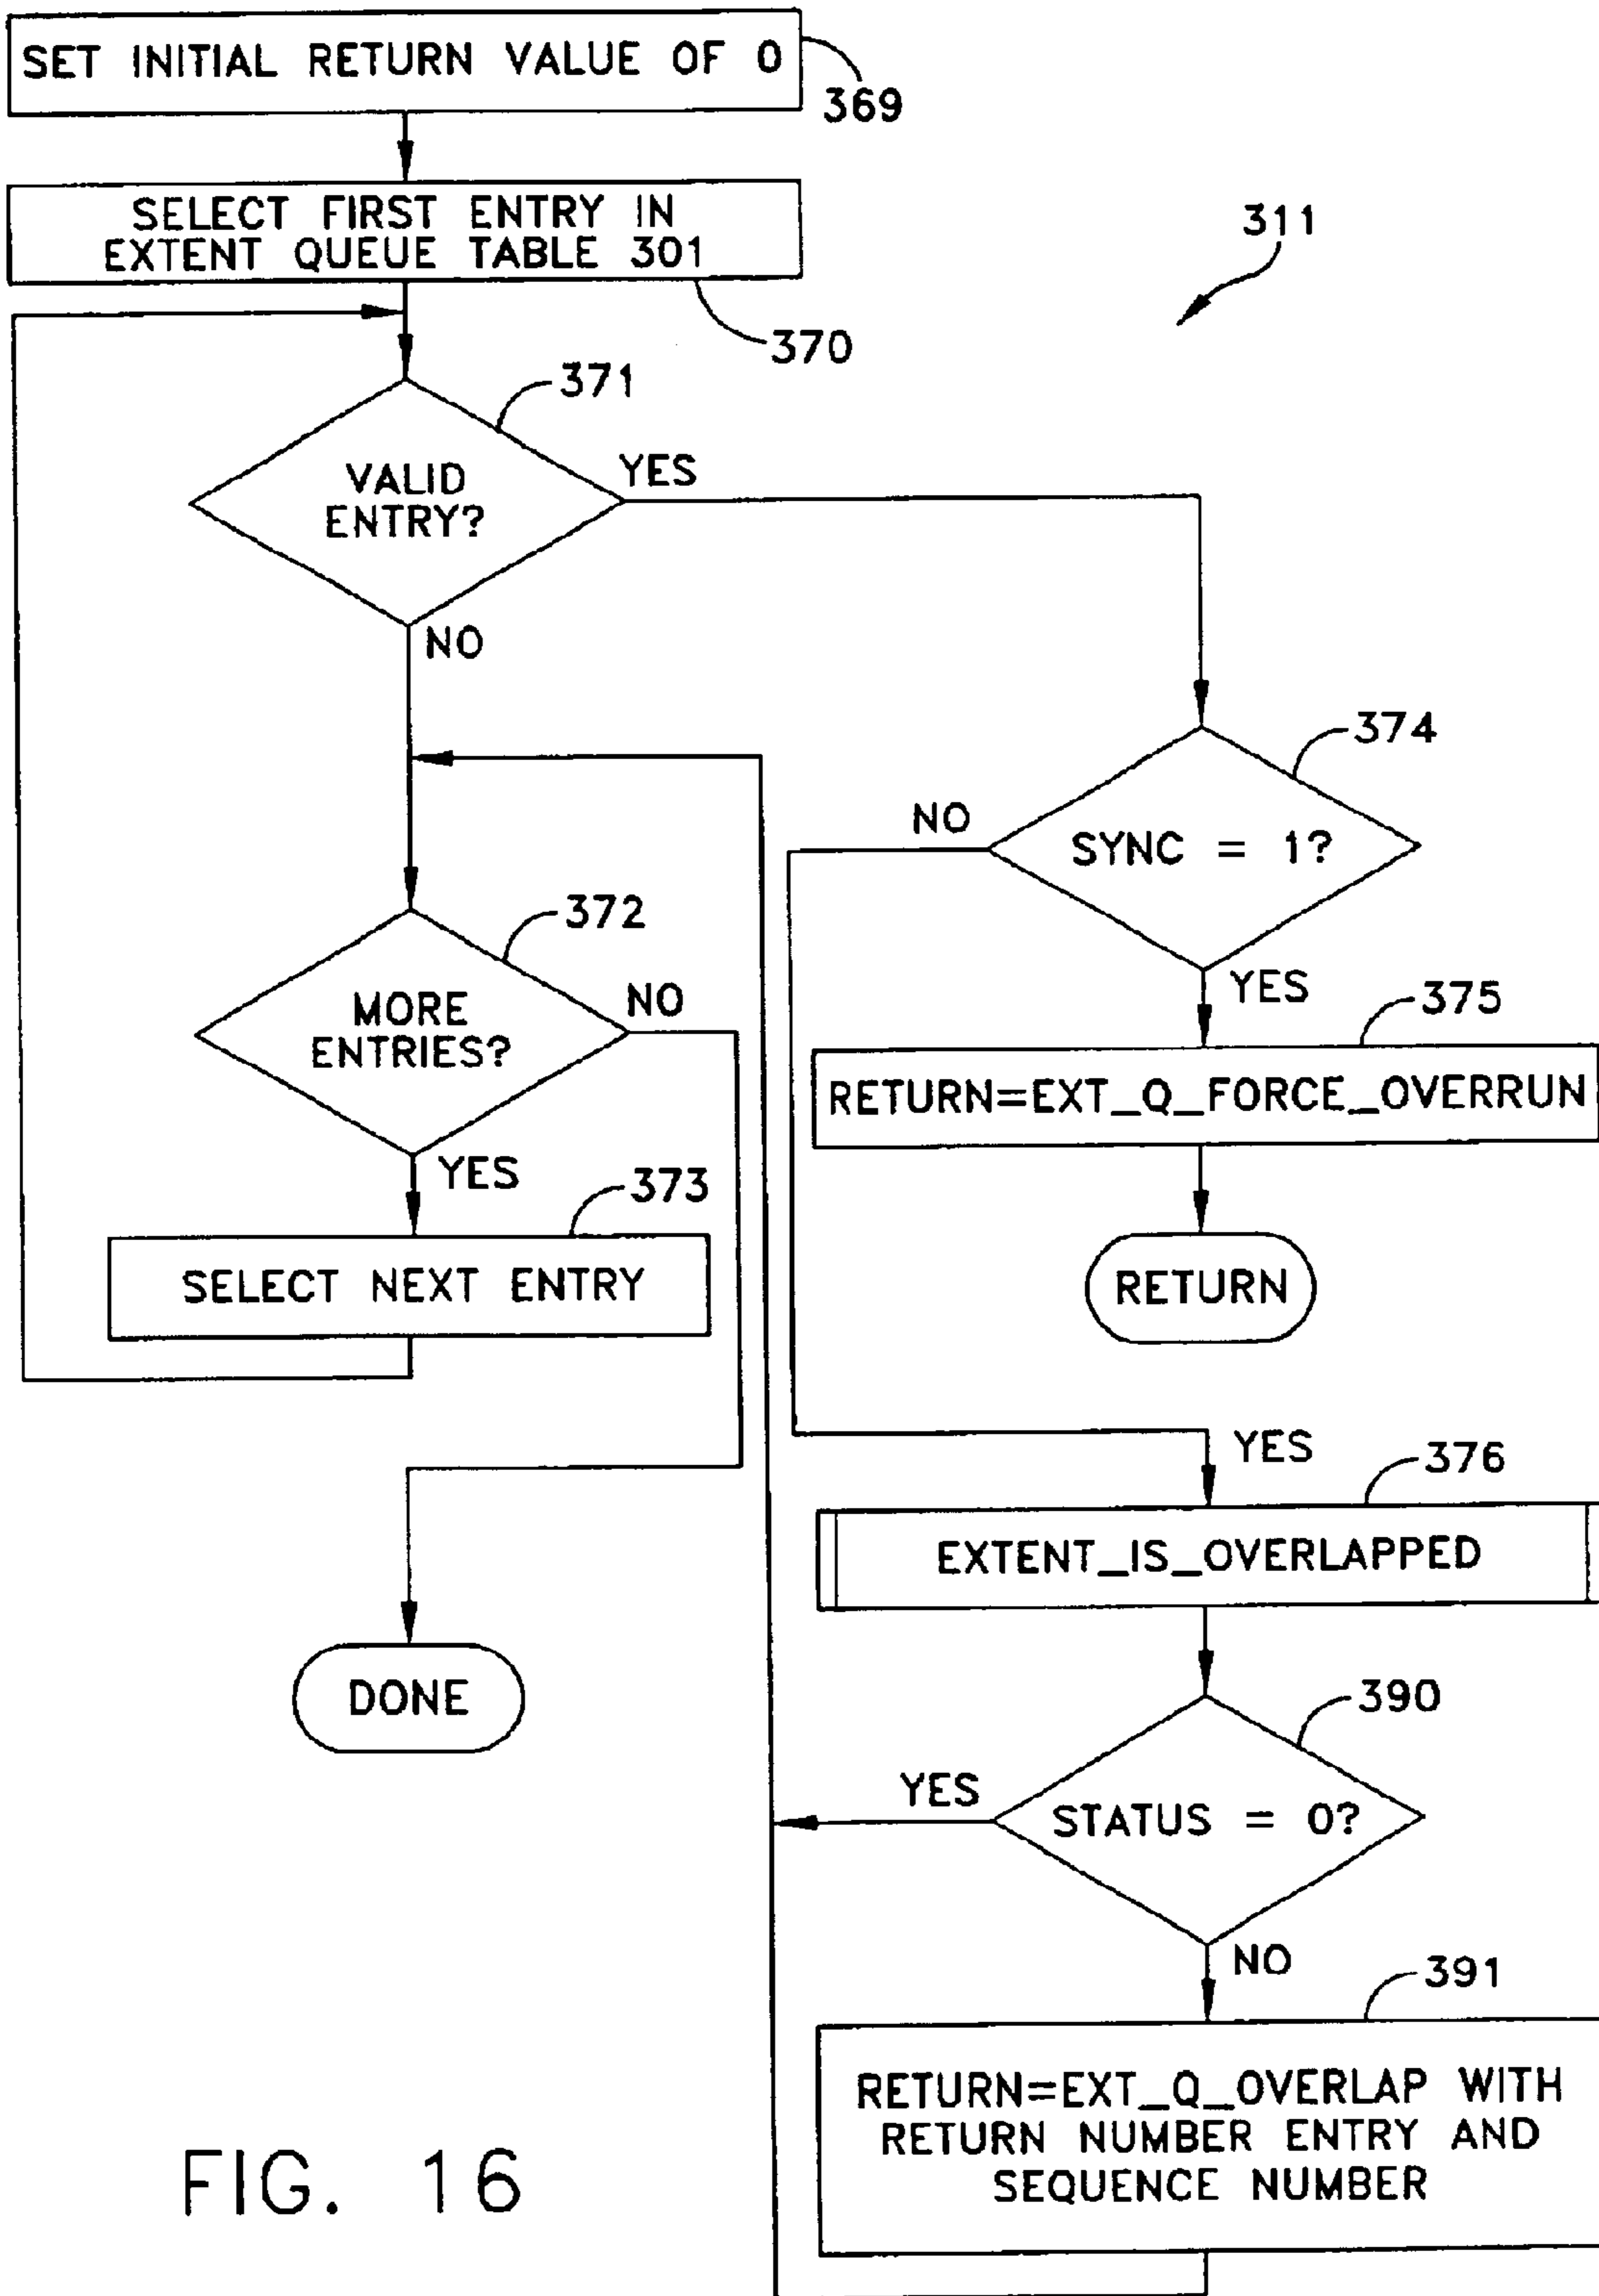 SET INITIAL RETURN VALUE OF 0
369
SELECT FIRST ENTRY IN
EXTENT QUEUE TABLE 301
370
311
371
VALID
ENTRY?
YES
NO
374
SYNC = 1?
NO
YES
372
MORE
ENTRIES?
NO
YES
375
RETURN=EXT_Q_FORCE_OVERRUN
373
SELECT NEXT ENTRY
RETURN
YES
376
EXTENT_IS_OVERLAPPED
DONE
390
STATUS = 0?
YES
NO
391
RETURN=EXT_Q_OVERLAP WITH
RETURN NUMBER ENTRY AND
SEQUENCE NUMBER
FIG. 16